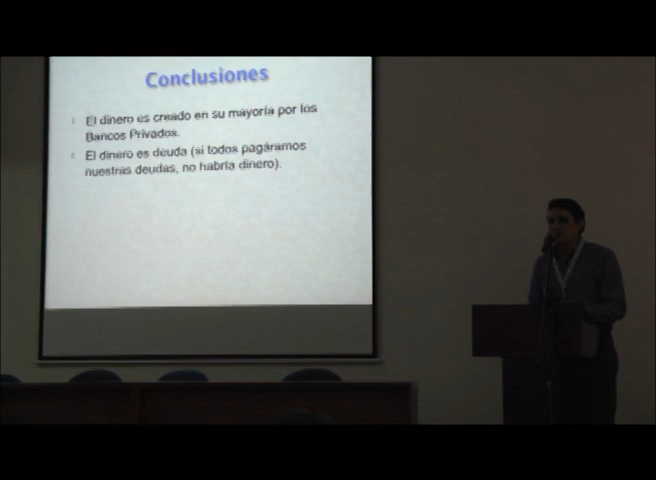 Conclusiones
El dinero es creado en su mayoría por los
Bancos Privados.
El dinero es deuda (si todos pagáramos
nuestras deudas, no habría dinero).